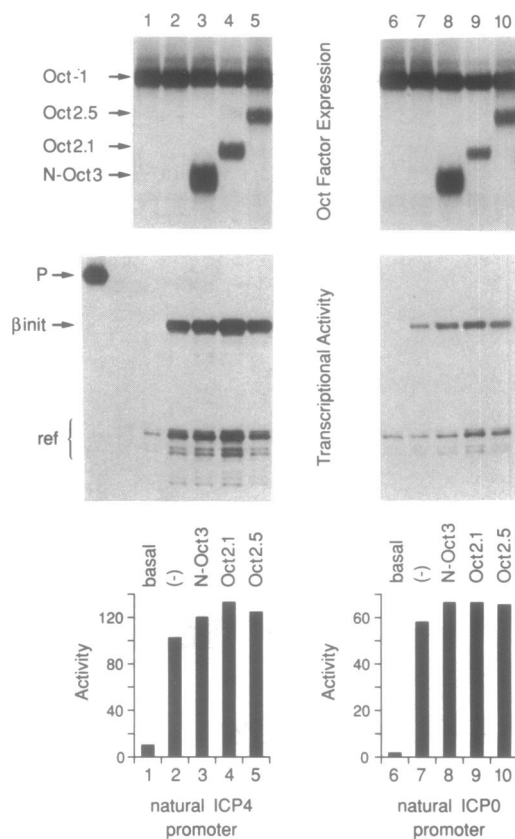 1 2 3 4 5
6 7 8 9 10
Oct-1
Oct2.5
Oct2.1
N-Oct3
Oct Factor Expression
P
βinit
ref
Transcriptional Activity
basal
(-)
N-Oct3
Oct2.1
Oct2.5
Activity
120
80
40
0
1 2 3 4 5
natural ICP4
promoter
basal
(-)
N-Oct3
Oct2.1
Oct2.5
Activity
60
40
20
0
6 7 8 9 10
natural ICP0
promoter